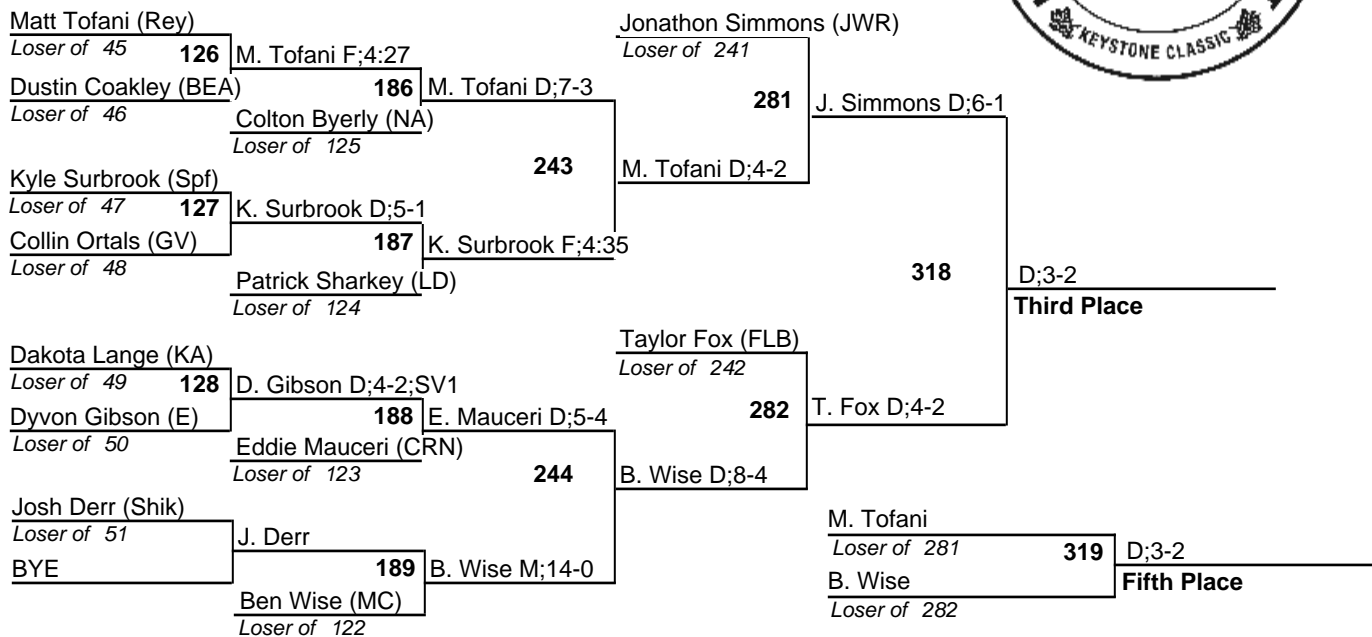 KEYSTONE CLASSIC
Matt Tofani (Rey)
Loser of 45
126
M. Tofani F;4:27
Dustin Coakley (BEA)
Loser of 46
186
M. Tofani D;7-3
Colton Byerly (NA)
Loser of 125
Kyle Surbrook (Spf)
Loser of 47
127
K. Surbrook D;5-1
Collin Ortals (GV)
Loser of 48
187
K. Surbrook F;4:35
Patrick Sharkey (LD)
Loser of 124
243
Jonathon Simmons (JWR)
Loser of 241
281
J. Simmons D;6-1
M. Tofani D;4-2
318
D;3-2
Third Place
Dakota Lange (KA)
Loser of 49
128
D. Gibson D;4-2;SV1
Dyvon Gibson (E)
Loser of 50
188
E. Mauceri D;5-4
Eddie Mauceri (CRN)
Loser of 123
244
Josh Derr (Shik)
Loser of 51
J. Derr
BYE
189
B. Wise M;14-0
Ben Wise (MC)
Loser of 122
Taylor Fox (FLB)
Loser of 242
282
T. Fox D;4-2
B. Wise D;8-4
M. Tofani
Loser of 281
319
D;3-2
B. Wise
Fifth Place
Loser of 282